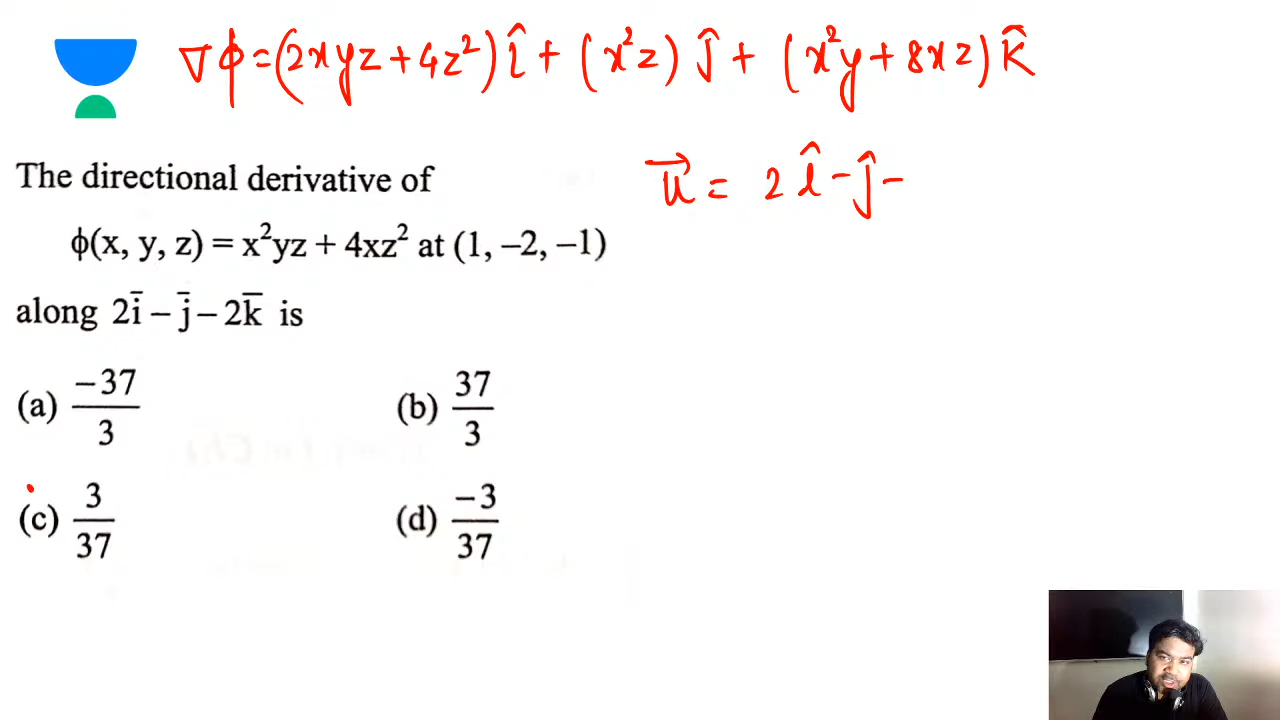 ∇ϕ=(2xyz+4z²)î+(x²z)ĵ+(x²y+8xz)k̂
u⃗ = 2î-ĵ-
The directional derivative of
ϕ(x, y, z) = x²yz + 4xz² at (1, –2, –1)
along 2i̅ – j̅ – 2k̅ is
(a) −37/3 (b) 37/3
(c) 3/37 (d) −3/37